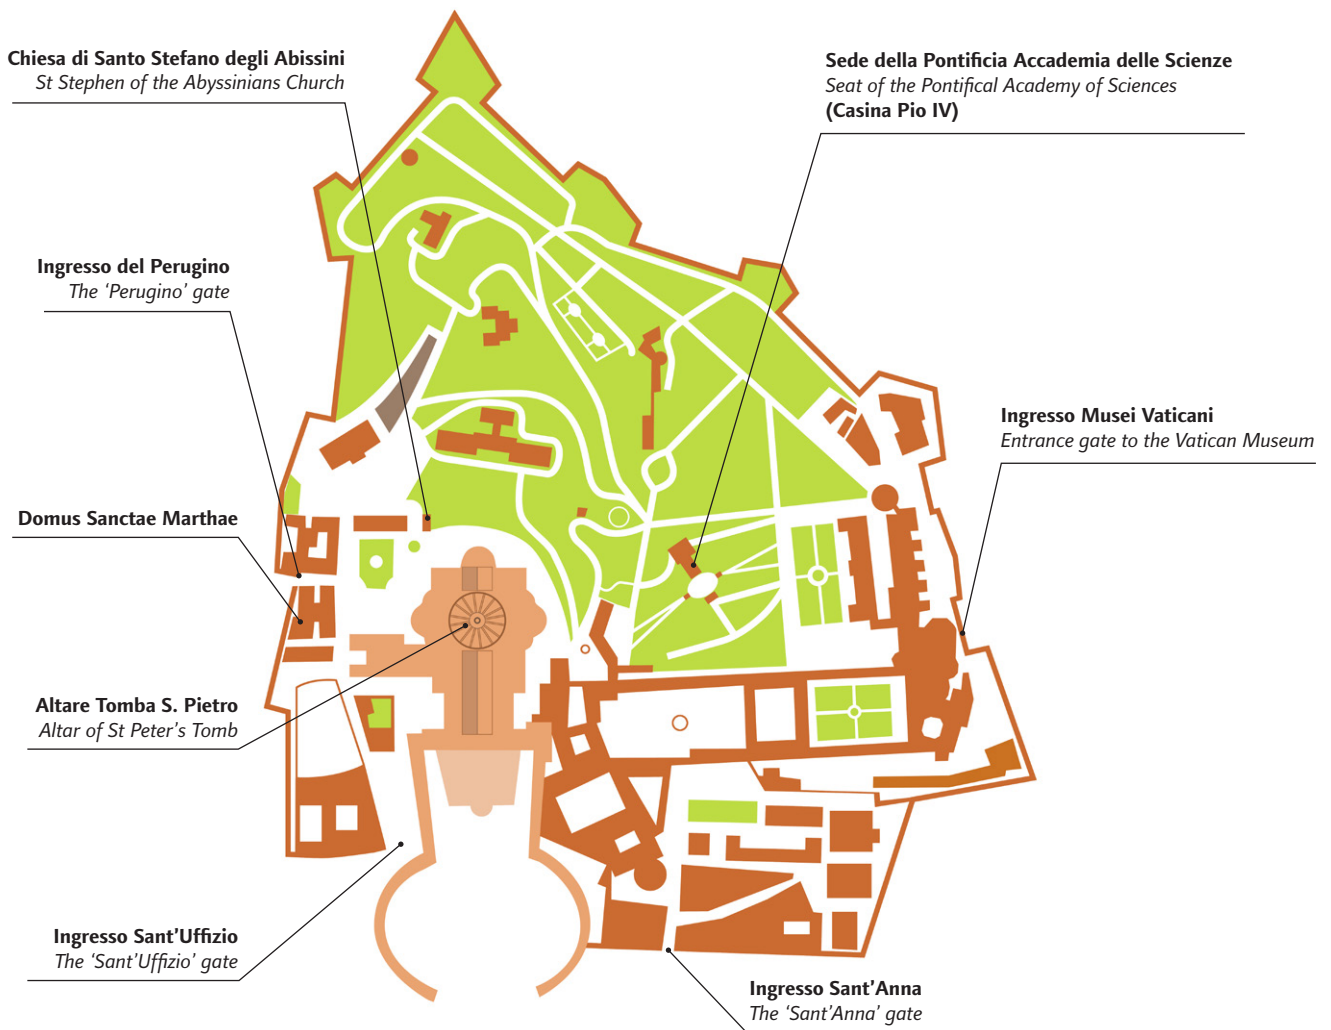 Chiesa di Santo Stefano degli Abissini
St Stephen of the Abyssinians Church
Sede della Pontificia Accademia delle Scienze
Seat of the Pontifical Academy of Sciences
(Casina Pio IV)
Ingresso del Perugino
The ‘Perugino’ gate
Ingresso Musei Vaticani
Entrance gate to the Vatican Museum
Domus Sanctae Marthae
Altare Tomba S. Pietro
Altar of St Peter’s Tomb
Ingresso Sant’Uffizio
The ‘Sant’Uffizio’ gate
Ingresso Sant’Anna
The ‘Sant’Anna’ gate